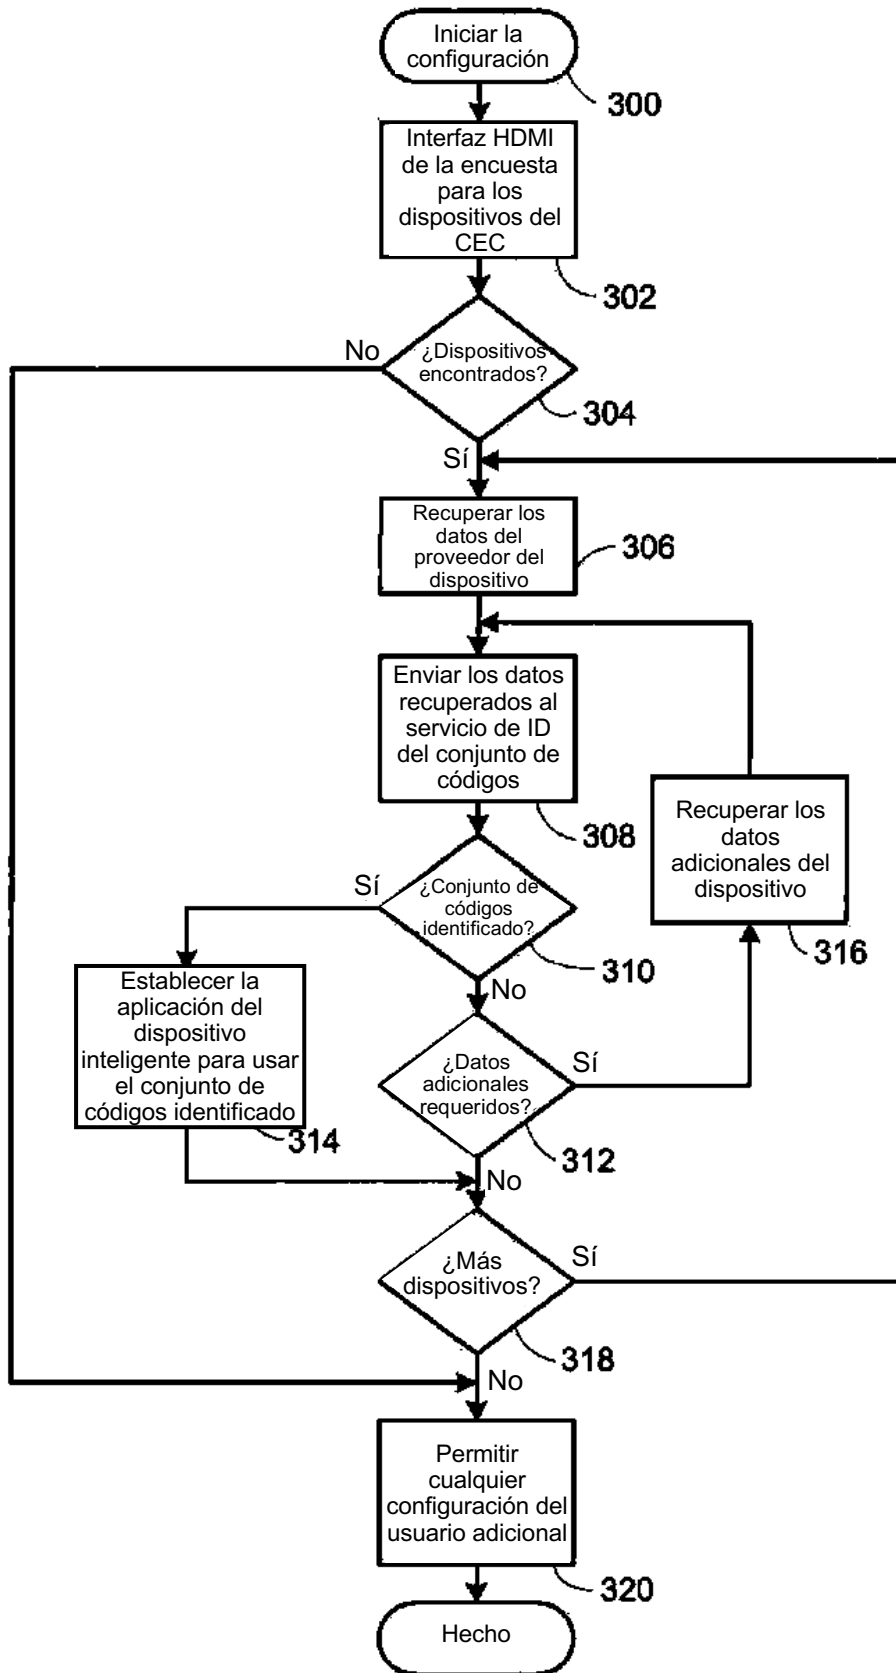 Iniciar la
configuración
300
Interfaz HDMI
de la encuesta
para los
dispositivos del
CEC
302
No
¿Dispositivos
encontrados?
304
Sí
Recuperar los
datos del
proveedor del
dispositivo
306
Enviar los datos
recuperados al
servicio de ID
del conjunto de
códigos
308
Recuperar los
datos
adicionales del
dispositivo
316
Sí
¿Conjunto de
códigos
identificado?
310
No
Establecer la
aplicación del
dispositivo
inteligente para usar
el conjunto de
códigos identificado
314
¿Datos
adicionales
requeridos?
Sí
312
No
¿Más
dispositivos?
Sí
318
No
Permitir
cualquier
configuración del
usuario adicional
320
Hecho